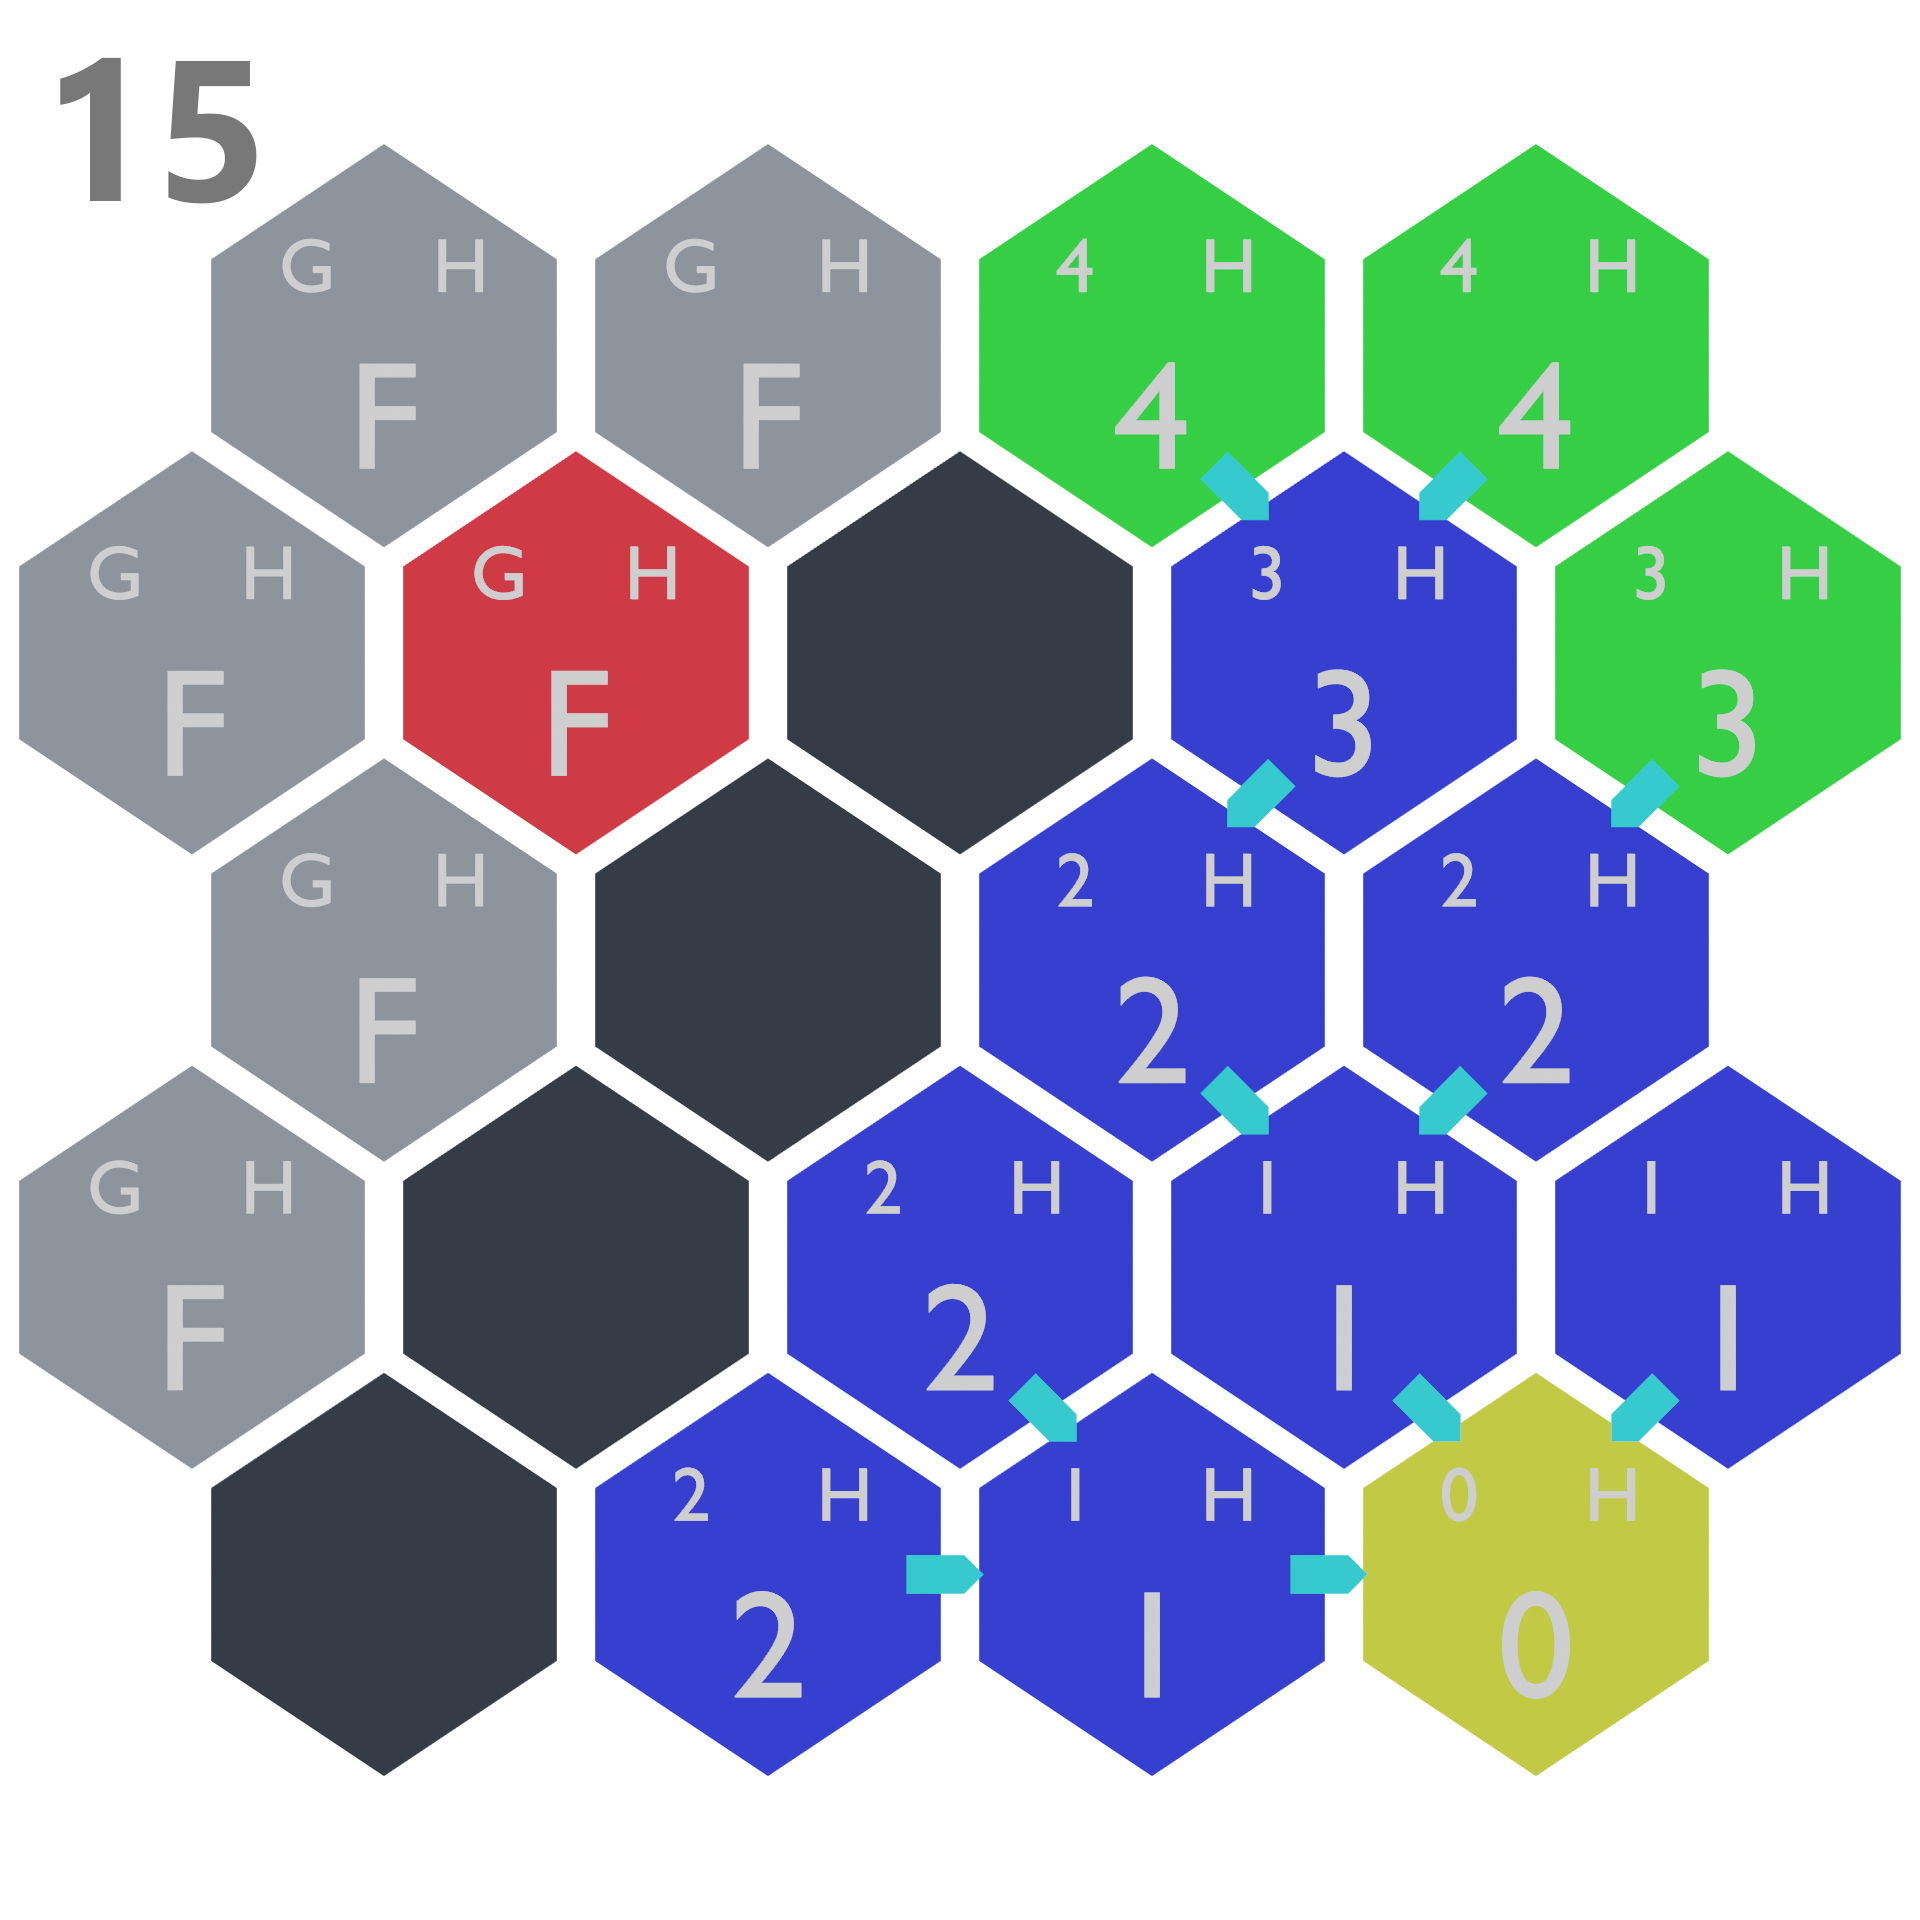 15
G H G H 4 H 4 H
F F 4 4
G H G H 3 H 3 H
F F 3 3
G H 2 H 2 H
F 2 2
G H 2 H 1 H 1 H
F 2 1 1
2 H 1 H 0 H
2 1 0